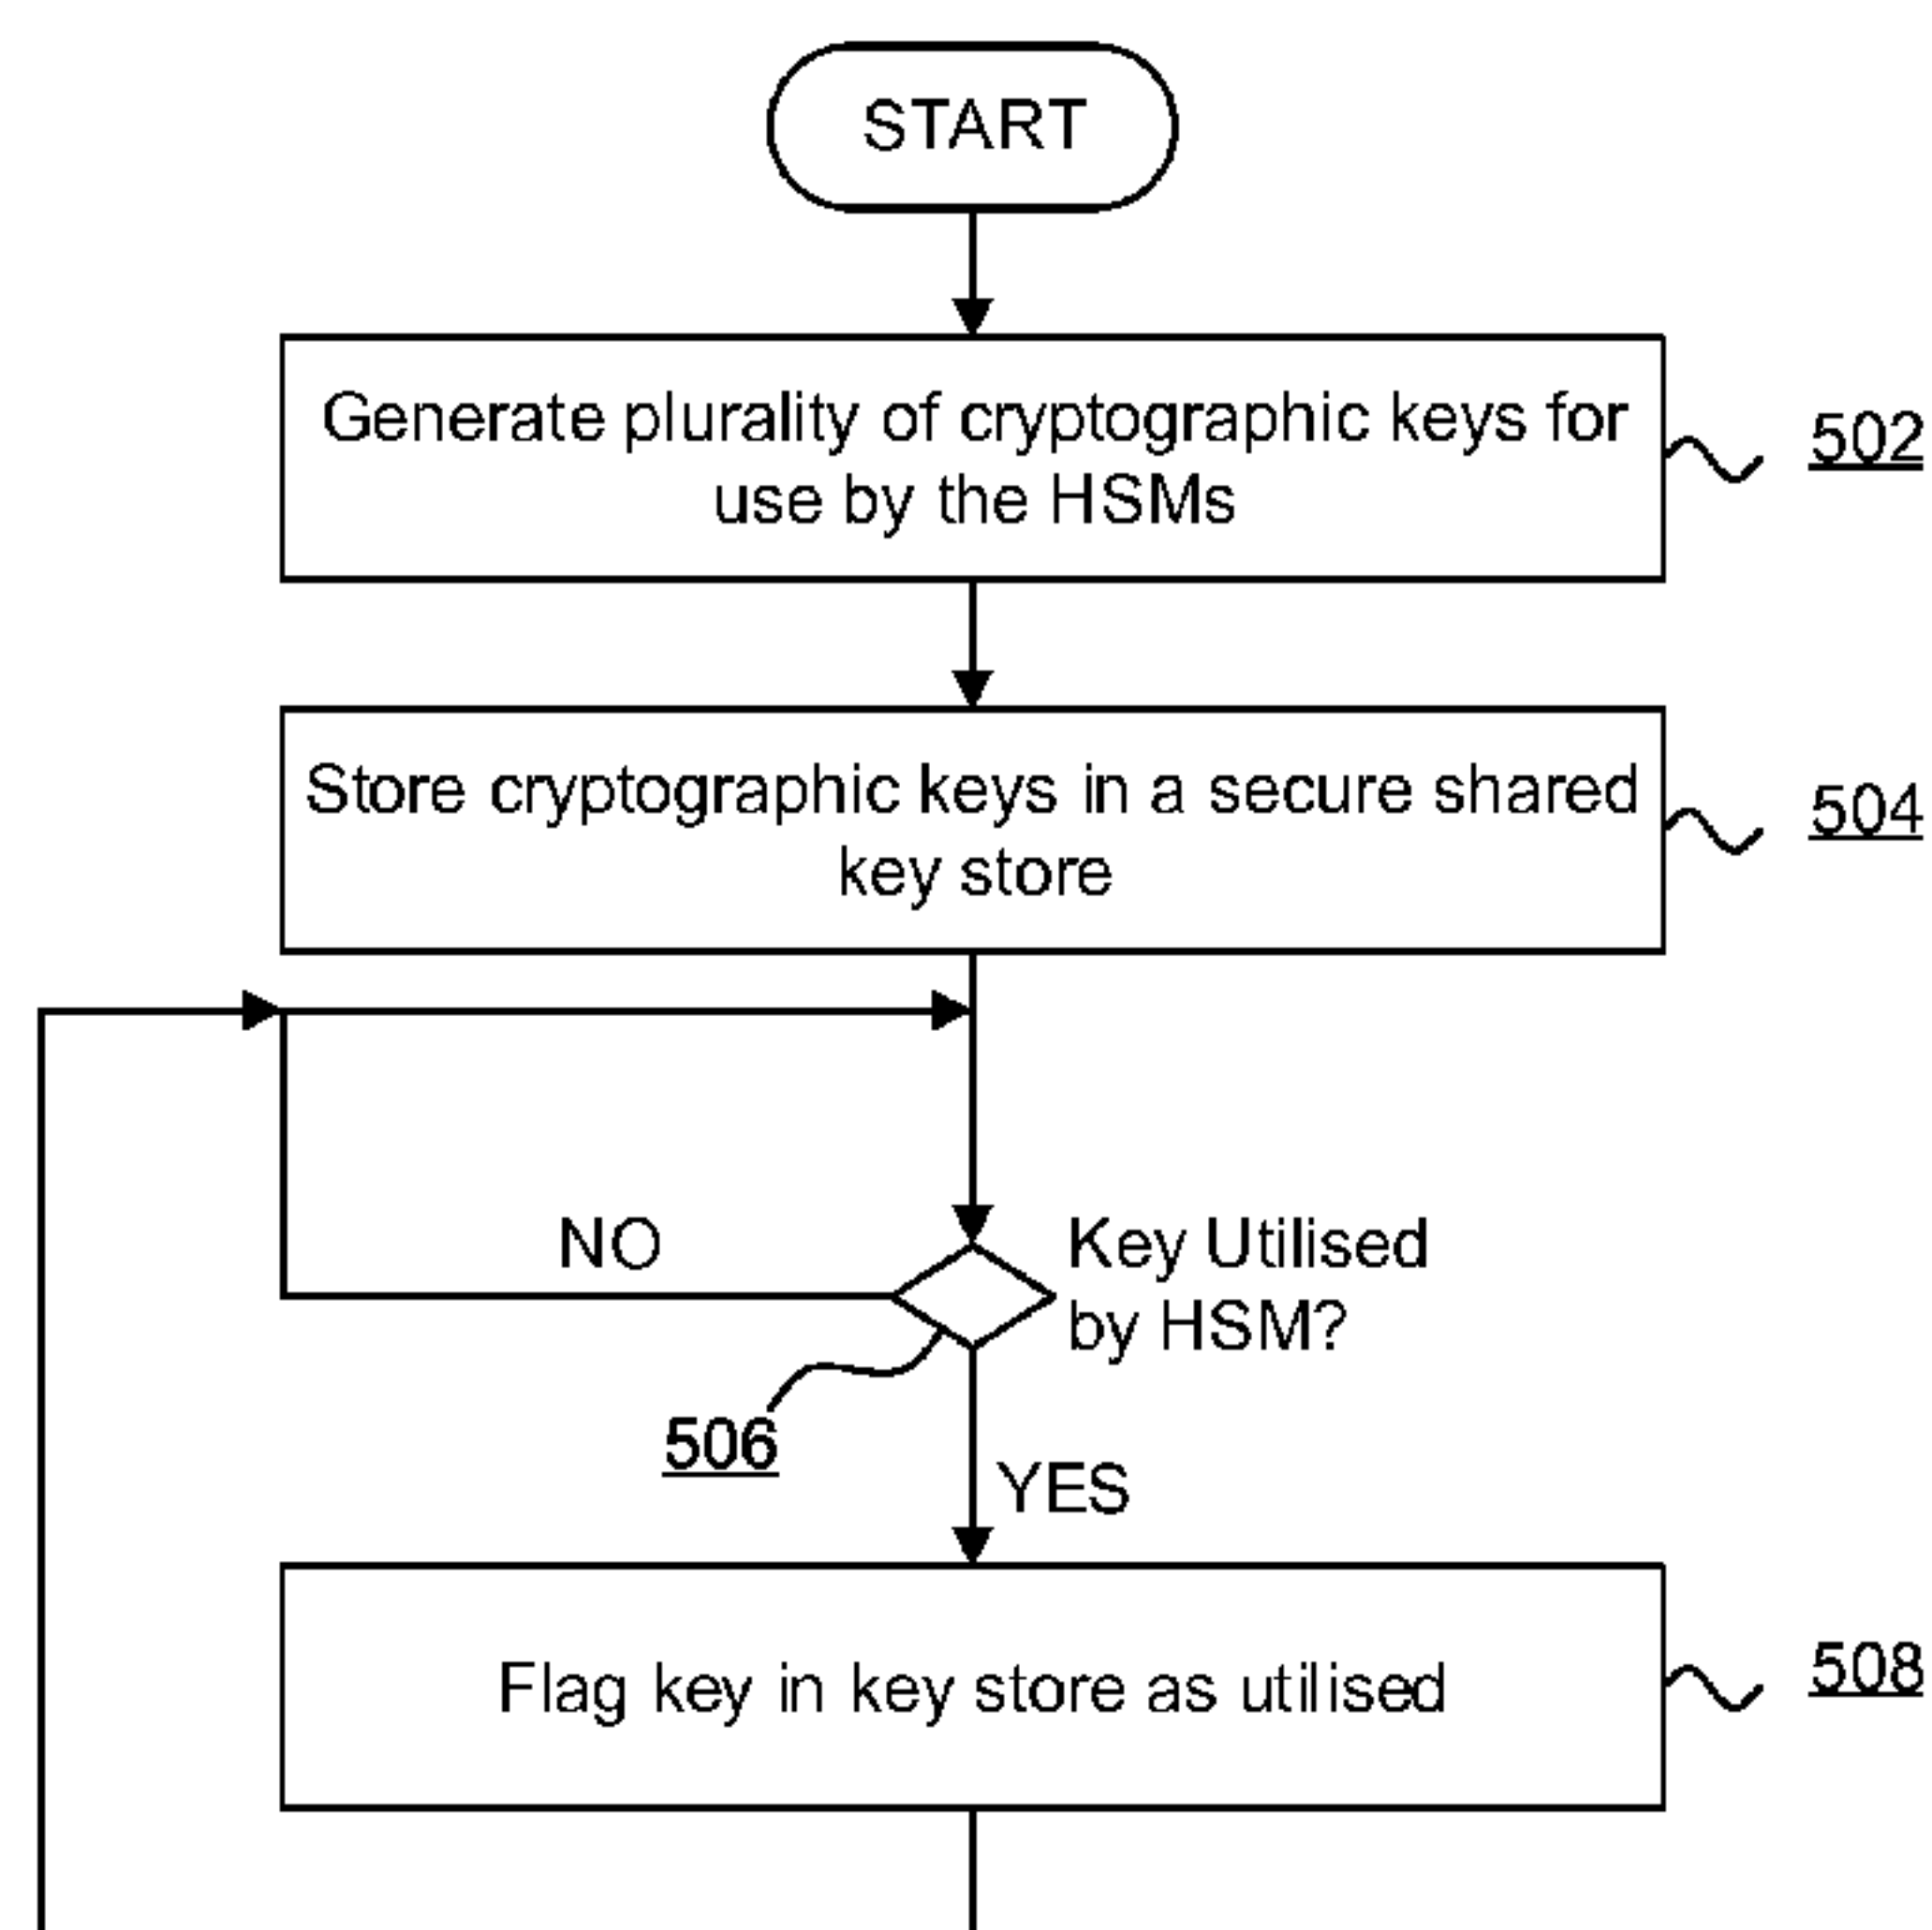 START
Generate plurality of cryptographic keys for
use by the HSMs
502
Store cryptographic keys in a secure shared
key store
504
NO
Key Utilised
by HSM?
506
YES
Flag key in key store as utilised
508